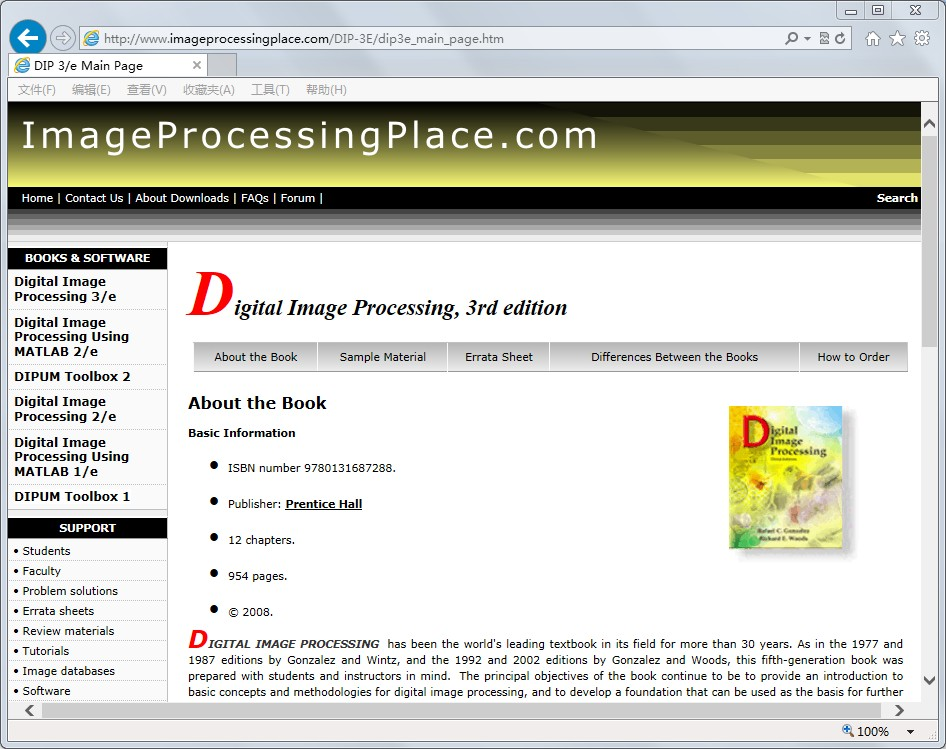 http://www.imageprocessingplace.com/DIP-3E/dip3e_main_page.htm
DIP 3/e Main Page
文件(F) 编辑(E) 查看(V) 收藏夹(A) 工具(T) 帮助(H)
ImageProcessingPlace.com
Home | Contact Us | About Downloads | FAQs | Forum |
Search
BOOKS & SOFTWARE
Digital Image
Processing 3/e
Digital Image
Processing Using
MATLAB 2/e
DIPUM Toolbox 2
Digital Image
Processing 2/e
Digital Image
Processing Using
MATLAB 1/e
DIPUM Toolbox 1
SUPPORT
• Students
• Faculty
• Problem solutions
• Errata sheets
• Review materials
• Tutorials
• Image databases
• Software
Digital Image Processing, 3rd edition
About the Book Sample Material Errata Sheet Differences Between the Books How to Order
About the Book
Basic Information
• ISBN number 9780131687288.
• Publisher: Prentice Hall
• 12 chapters.
• 954 pages.
• © 2008.
Digital
Image
Processing
Third Edition
Rafael C. Gonzalez
Richard E. Woods
DIGITAL IMAGE PROCESSING has been the world's leading textbook in its field for more than 30 years. As in the 1977 and
1987 editions by Gonzalez and Wintz, and the 1992 and 2002 editions by Gonzalez and Woods, this fifth-generation book was
prepared with students and instructors in mind. The principal objectives of the book continue to be to provide an introduction to
basic concepts and methodologies for digital image processing, and to develop a foundation that can be used as the basis for further
100%